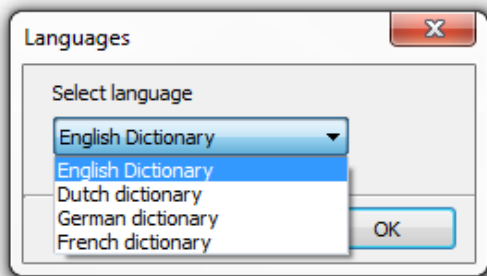 Languages
Select language
English Dictionary
English Dictionary
Dutch dictionary
German dictionary
French dictionary
OK